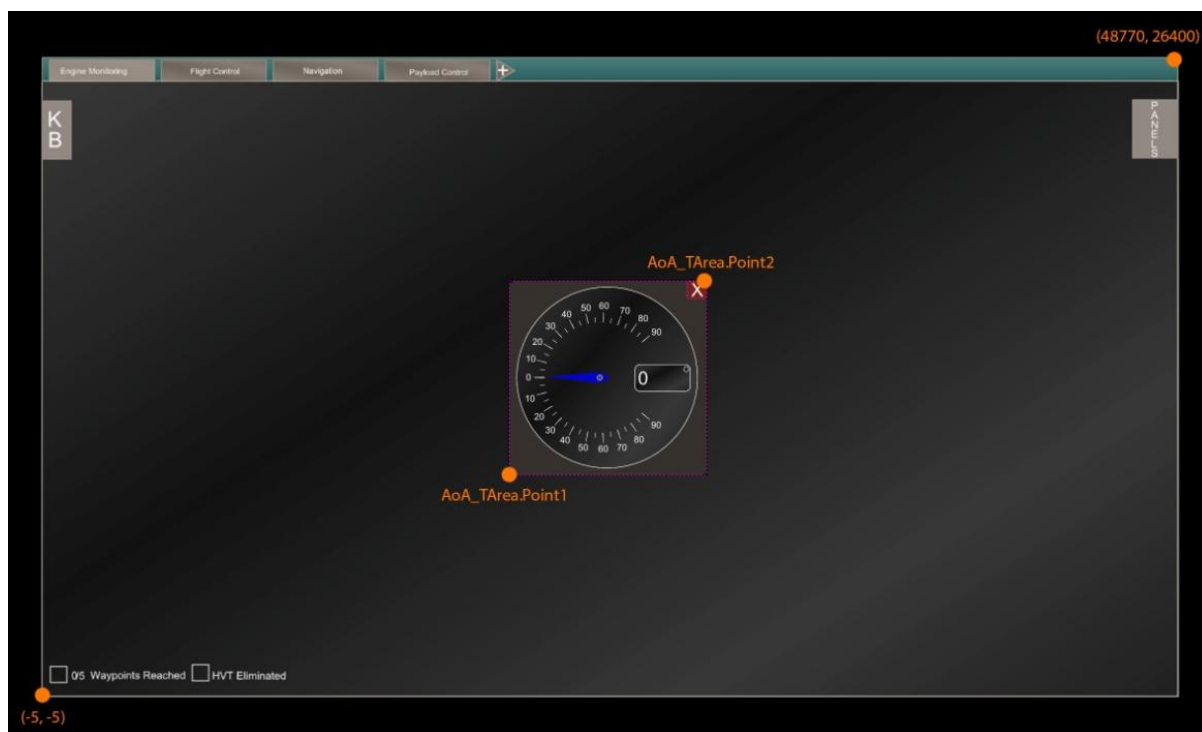 (48770, 26400)
Engine Monitoring Flight Control Navigation Payload Control +
K
B
P
A
N
E
L
S
AoA_TArea.Point2
X
60
50 70
40 80
30 90
20
10
0 0
10
20 90
30 80
40 70
50 60
AoA_TArea.Point1
0/5 Waypoints Reached HVT Eliminated
(-5, -5)